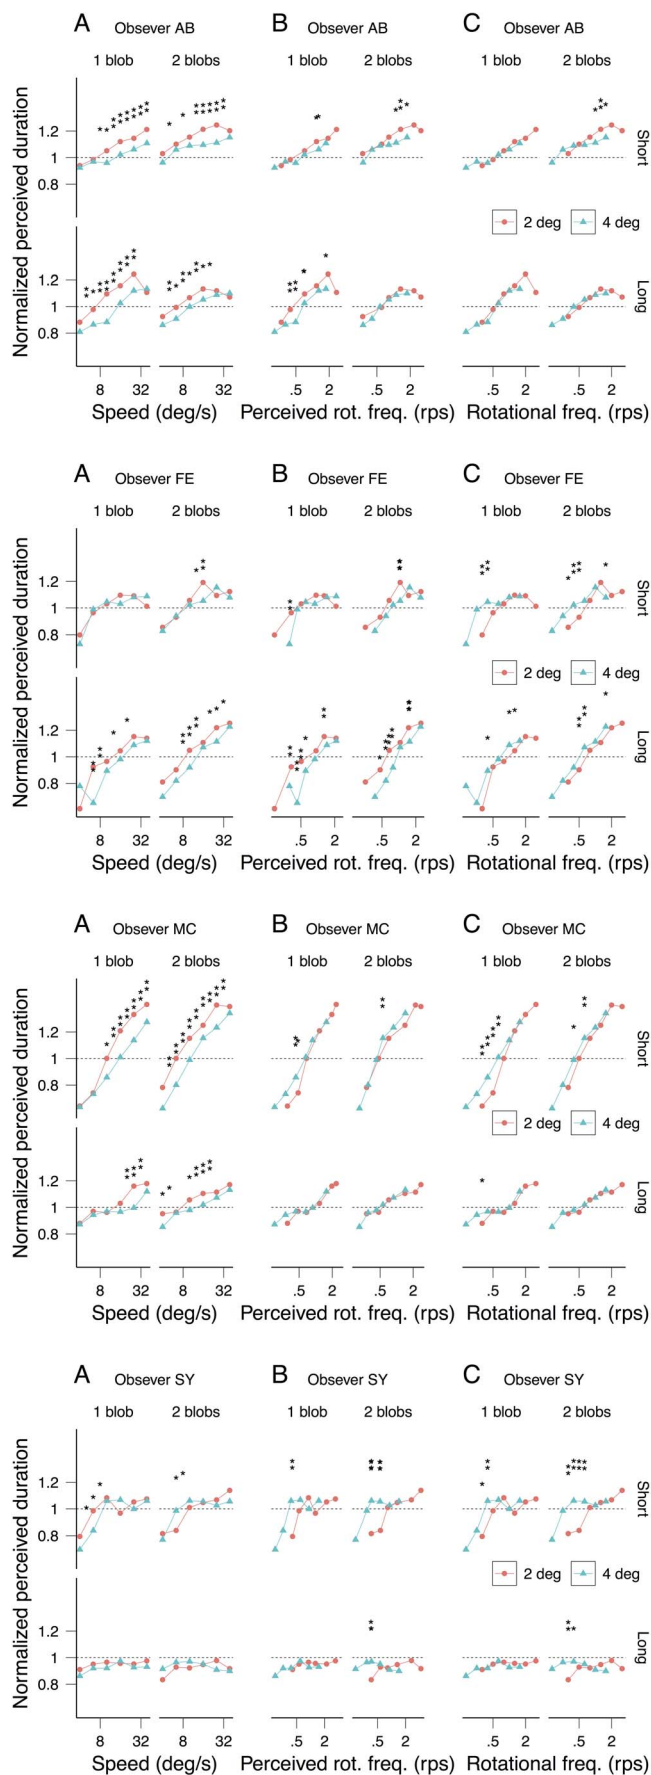 A B C
Obsever AB Obsever AB Obsever AB
1 blob 2 blobs 1 blob 2 blobs 1 blob 2 blobs
Normalized perceived duration
1.2
1
0.8
Short
2 deg 4 deg
1.2
1
0.8
Long
8 32 8 32 .5 2 .5 2 .5 2 .5 2
Speed (deg/s) Perceived rot. freq. (rps) Rotational freq. (rps)
A B C
Obsever FE Obsever FE Obsever FE
1 blob 2 blobs 1 blob 2 blobs 1 blob 2 blobs
Normalized perceived duration
1.2
1
0.8
Short
2 deg 4 deg
1.2
1
0.8
Long
8 32 8 32 .5 2 .5 2 .5 2 .5 2
Speed (deg/s) Perceived rot. freq. (rps) Rotational freq. (rps)
A B C
Obsever MC Obsever MC Obsever MC
1 blob 2 blobs 1 blob 2 blobs 1 blob 2 blobs
Normalized perceived duration
1.2
1
0.8
Short
2 deg 4 deg
1.2
1
0.8
Long
8 32 8 32 .5 2 .5 2 .5 2 .5 2
Speed (deg/s) Perceived rot. freq. (rps) Rotational freq. (rps)
A B C
Obsever SY Obsever SY Obsever SY
1 blob 2 blobs 1 blob 2 blobs 1 blob 2 blobs
Normalized perceived duration
1.2
1
0.8
Short
2 deg 4 deg
1.2
1
0.8
Long
8 32 8 32 .5 2 .5 2 .5 2 .5 2
Speed (deg/s) Perceived rot. freq. (rps) Rotational freq. (rps)